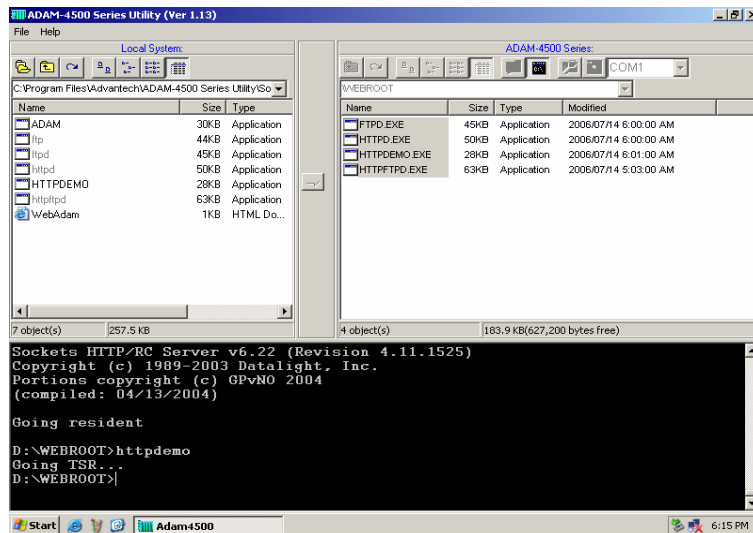 ADAM-4500 Series Utility (Ver 1.13)
File Help
Local System:
C:\Program Files\Advantech\ADAM-4500 Series Utility\So
Name Size Type
ADAM 30KB Application
ftp 44KB Application
ftpd 45KB Application
httpd 50KB Application
HTTPDEMO 28KB Application
httpftpd 63KB Application
WebAdam 1KB HTML Do...
7 object(s) 257.5 KB
ADAM-4500 Series:
COM1
\WEBROOT
Name Size Type Modified
FTPD.EXE 45KB Application 2006/07/14 6:00:00 AM
HTTPD.EXE 50KB Application 2006/07/14 6:00:00 AM
HTTPDEMO.EXE 28KB Application 2006/07/14 6:01:00 AM
HTTPFTPD.EXE 63KB Application 2006/07/14 5:03:00 AM
4 object(s) 183.9 KB(627,200 bytes free)
Sockets HTTP/RC Server v6.22 (Revision 4.11.1525)
Copyright (c) 1989-2003 Datalight, Inc.
Portions copyright (c) GPvNO 2004
(compiled: 04/13/2004)
Going resident
D:\WEBROOT>httpdemo
Going TSR...
D:\WEBROOT>
Start Adam4500 6:15 PM